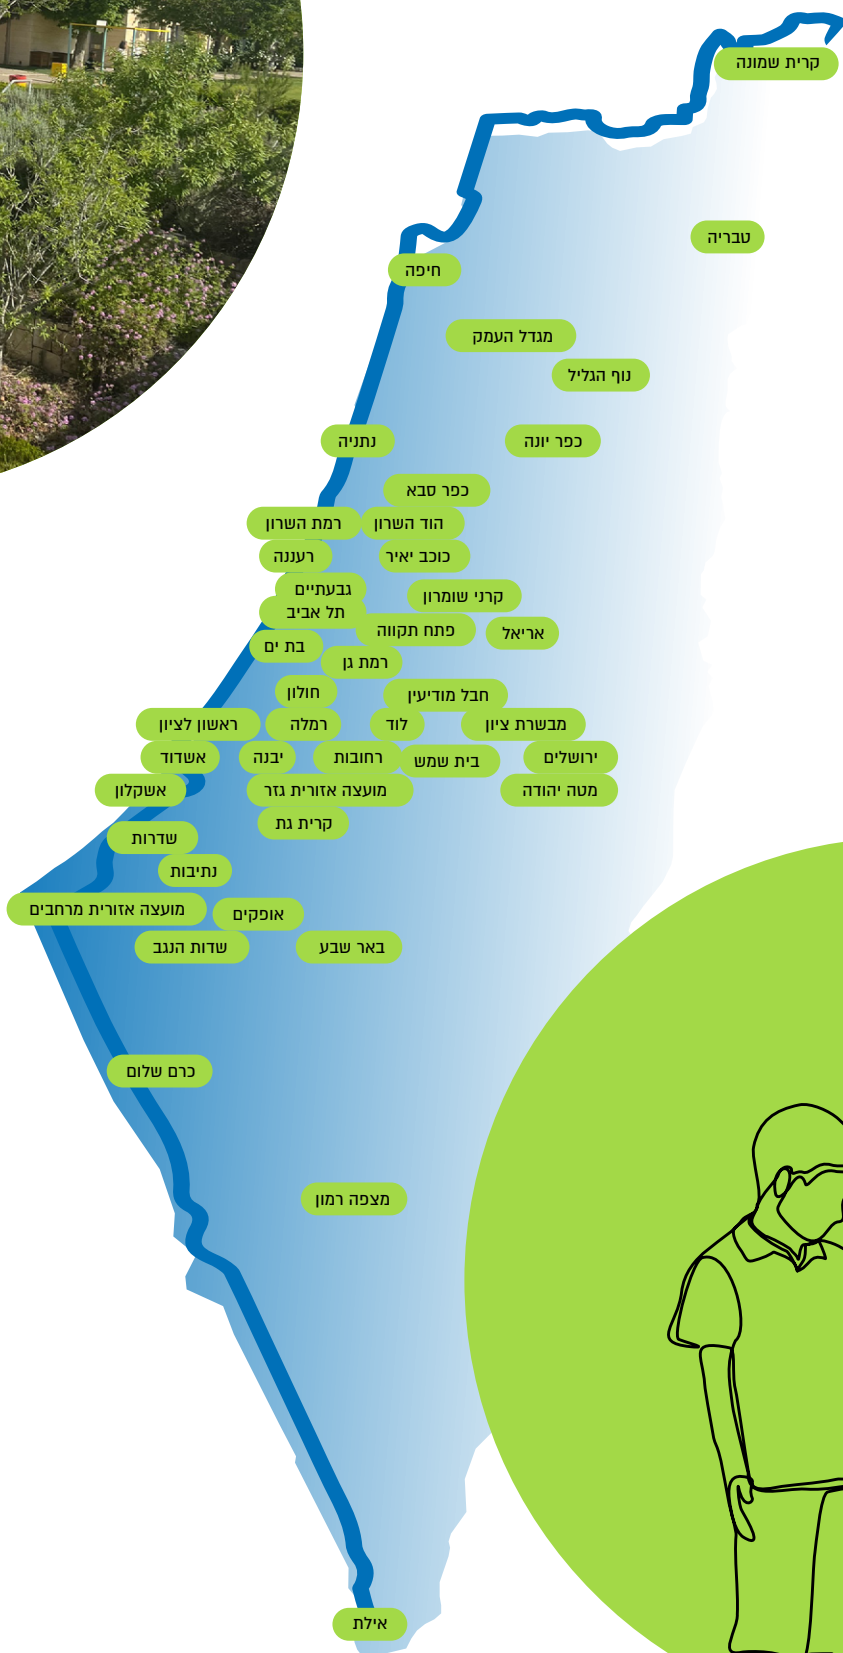 קרית שמונה
טבריה
חיפה
מגדל העמק
נוף הגליל
נתניה
כפר יונה
כפר סבא
רמת השרון
הוד השרון
רעננה
כוכב יאיר
גבעתיים
קרני שומרון
תל אביב
פתח תקווה
אריאל
בת ים
רמת גן
חולון
חבל מודיעין
ראשון לציון
רמלה
לוד
מבשרת ציון
אשדוד
יבנה
רחובות
בית שמש
ירושלים
אשקלון
מועצה אזורית גזר
מטה יהודה
קרית גת
שדרות
נתיבות
מועצה אזורית מרחבים
אופקים
שדות הנגב
באר שבע
כרם שלום
מצפה רמון
אילת